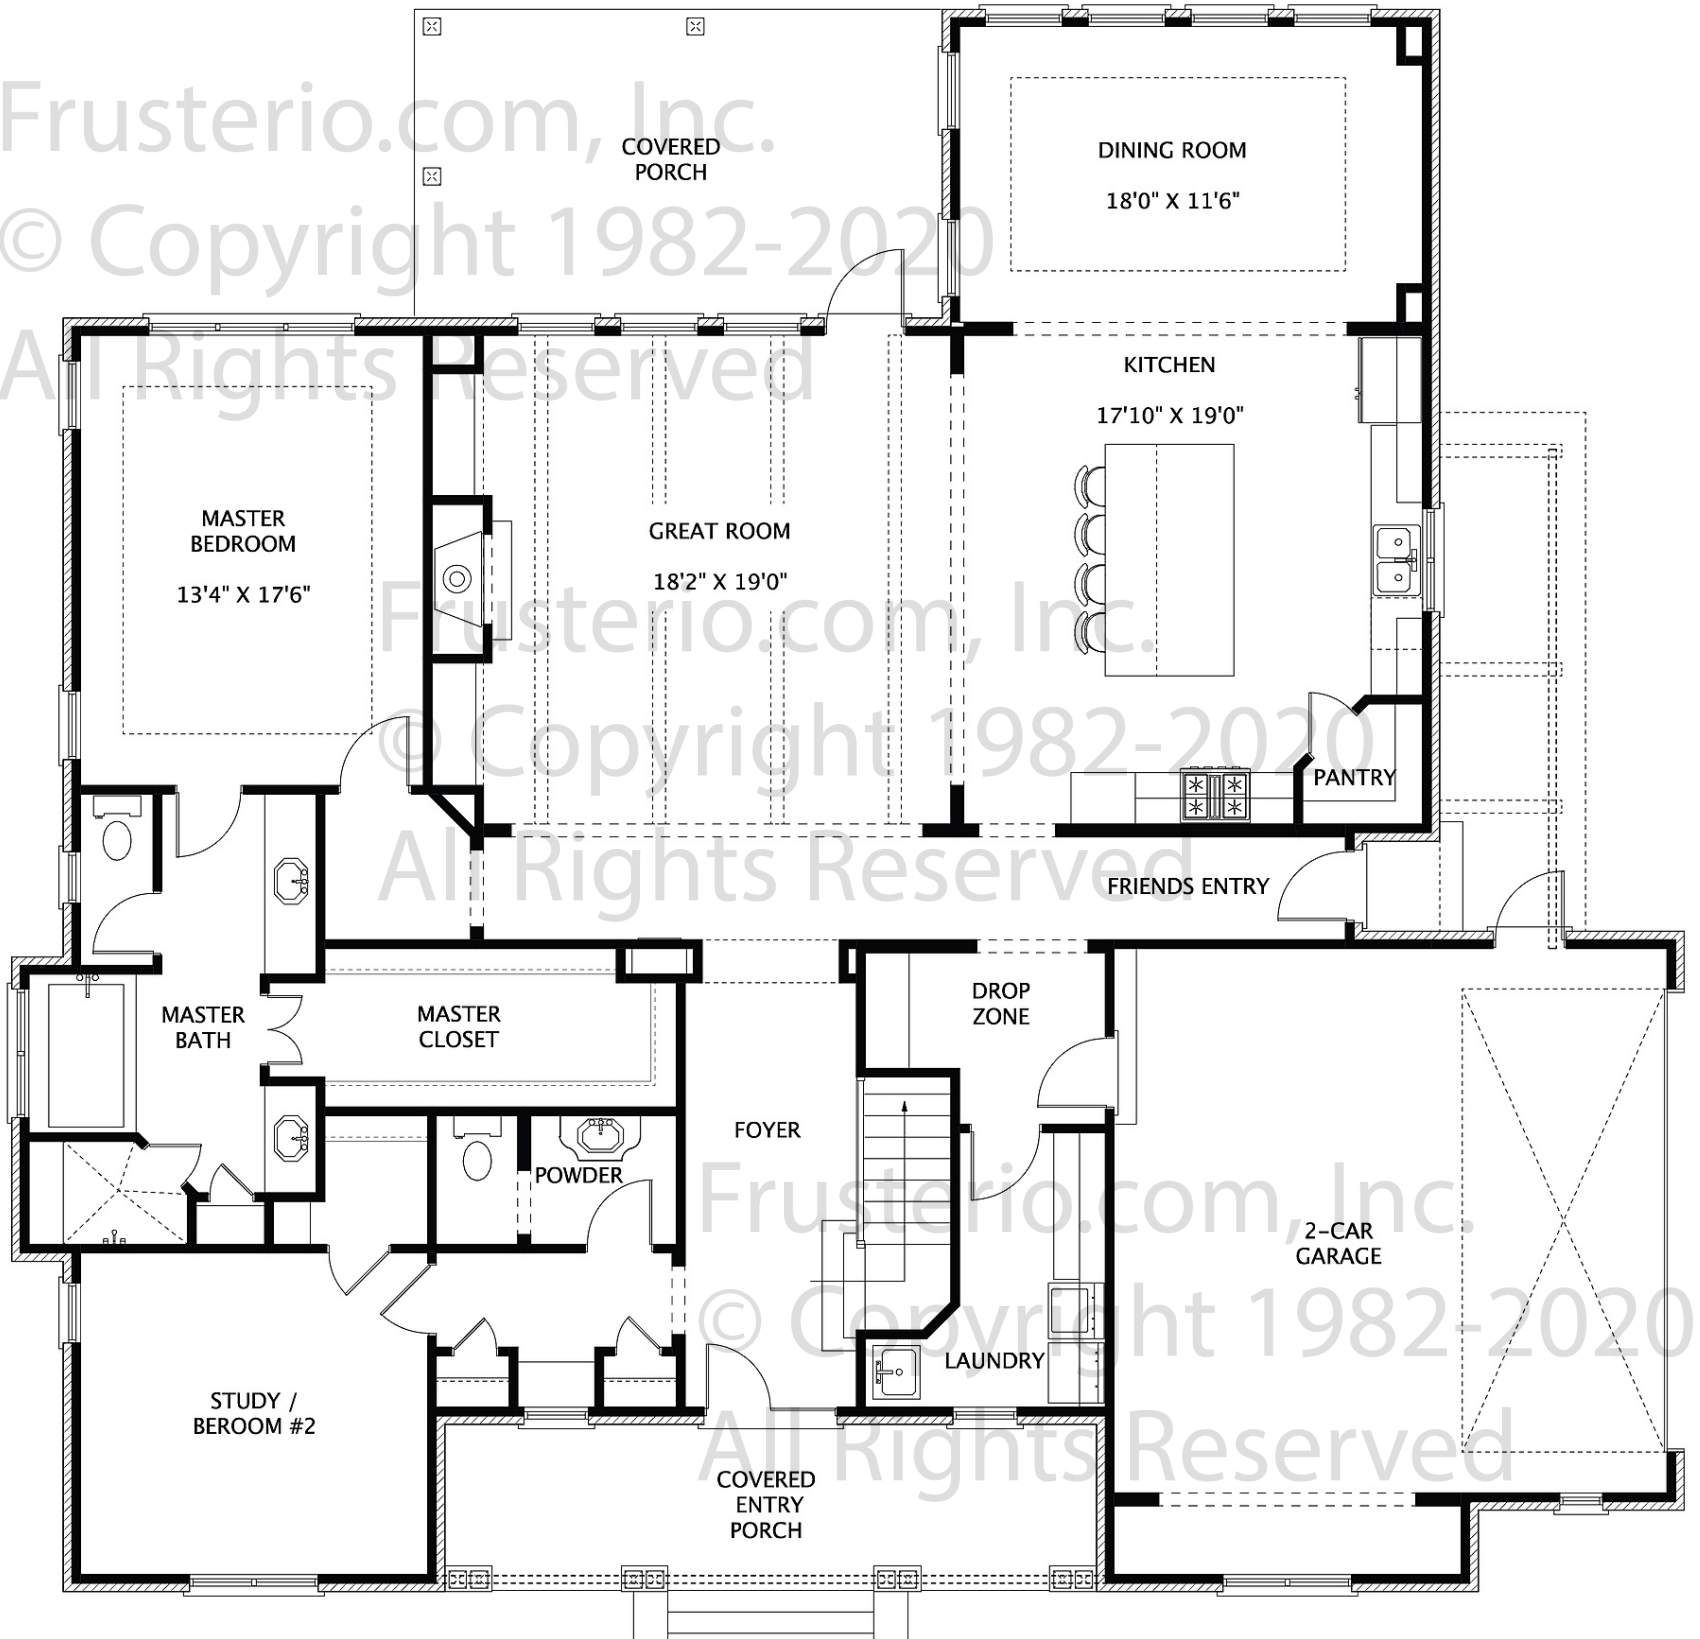 Frusterio.com, Inc.
© Copyright 1982-2020
All Rights Reserved
COVERED
PORCH
DINING ROOM
18'0" X 11'6"
KITCHEN
17'10" X 19'0"
MASTER
BEDROOM
13'4" X 17'6"
GREAT ROOM
18'2" X 19'0"
Frusterio.com, Inc.
© Copyright 1982-2020
All Rights Reserved
PANTRY
FRIENDS ENTRY
MASTER
BATH
MASTER
CLOSET
DROP
ZONE
FOYER
POWDER
Frusterio.com, Inc.
© Copyright 1982-2020
All Rights Reserved
2-CAR
GARAGE
LAUNDRY
STUDY /
BEROOM #2
COVERED
ENTRY
PORCH